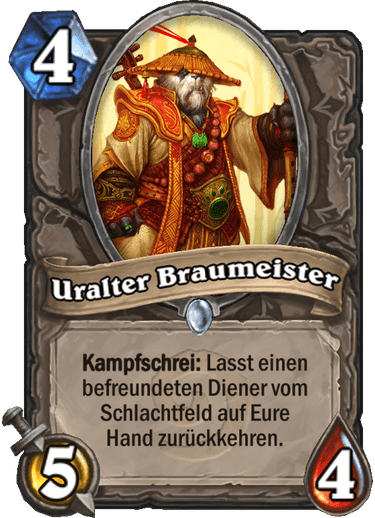 4
Uralter Braumeister
Kampfschrei: Lasst einen
befreundeten Diener vom
Schlachtfeld auf Eure
Hand zurückkehren.
5
4